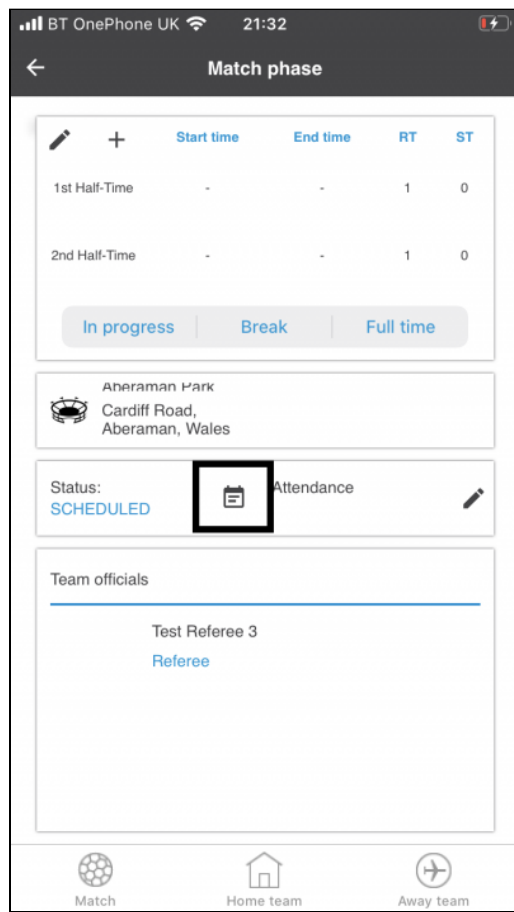 BT OnePhone UK 21:32
Match phase
Start time End time RT ST
1st Half-Time - - 1 0
2nd Half-Time - - 1 0
In progress Break Full time
Aberaman Park
Cardiff Road,
Aberaman, Wales
Status: Attendance
SCHEDULED
Team officials
Test Referee 3
Referee
Match Home team Away team